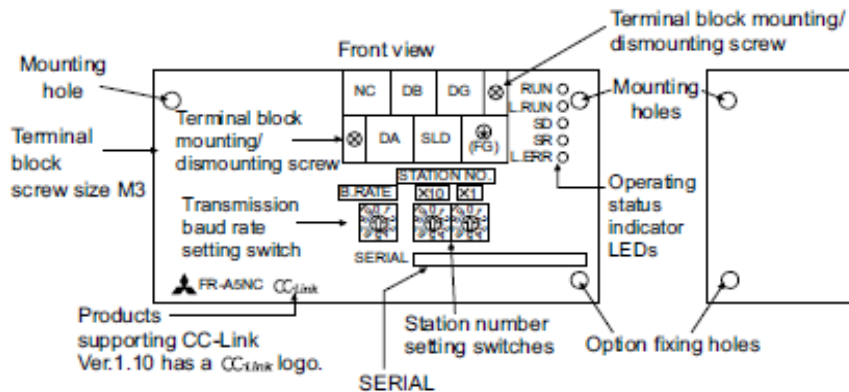 Terminal block mounting/
dismounting screw
Front view
Mounting
hole
NC DB DG
RUN
L.RUN
SD
SR
L.ERR
Mounting
holes
Terminal
block
screw size M3
Terminal block
mounting/
dismounting screw
DA SLD (FG)
STATION NO.
B.RATE X10 X1
Operating
status
indicator
LEDs
Transmission
baud rate
setting switch
SERIAL
FR-A5NC CC-Link
Products
supporting CC-Link
Ver.1.10 has a CC-Link logo.
Station number
setting switches
Option fixing holes
SERIAL